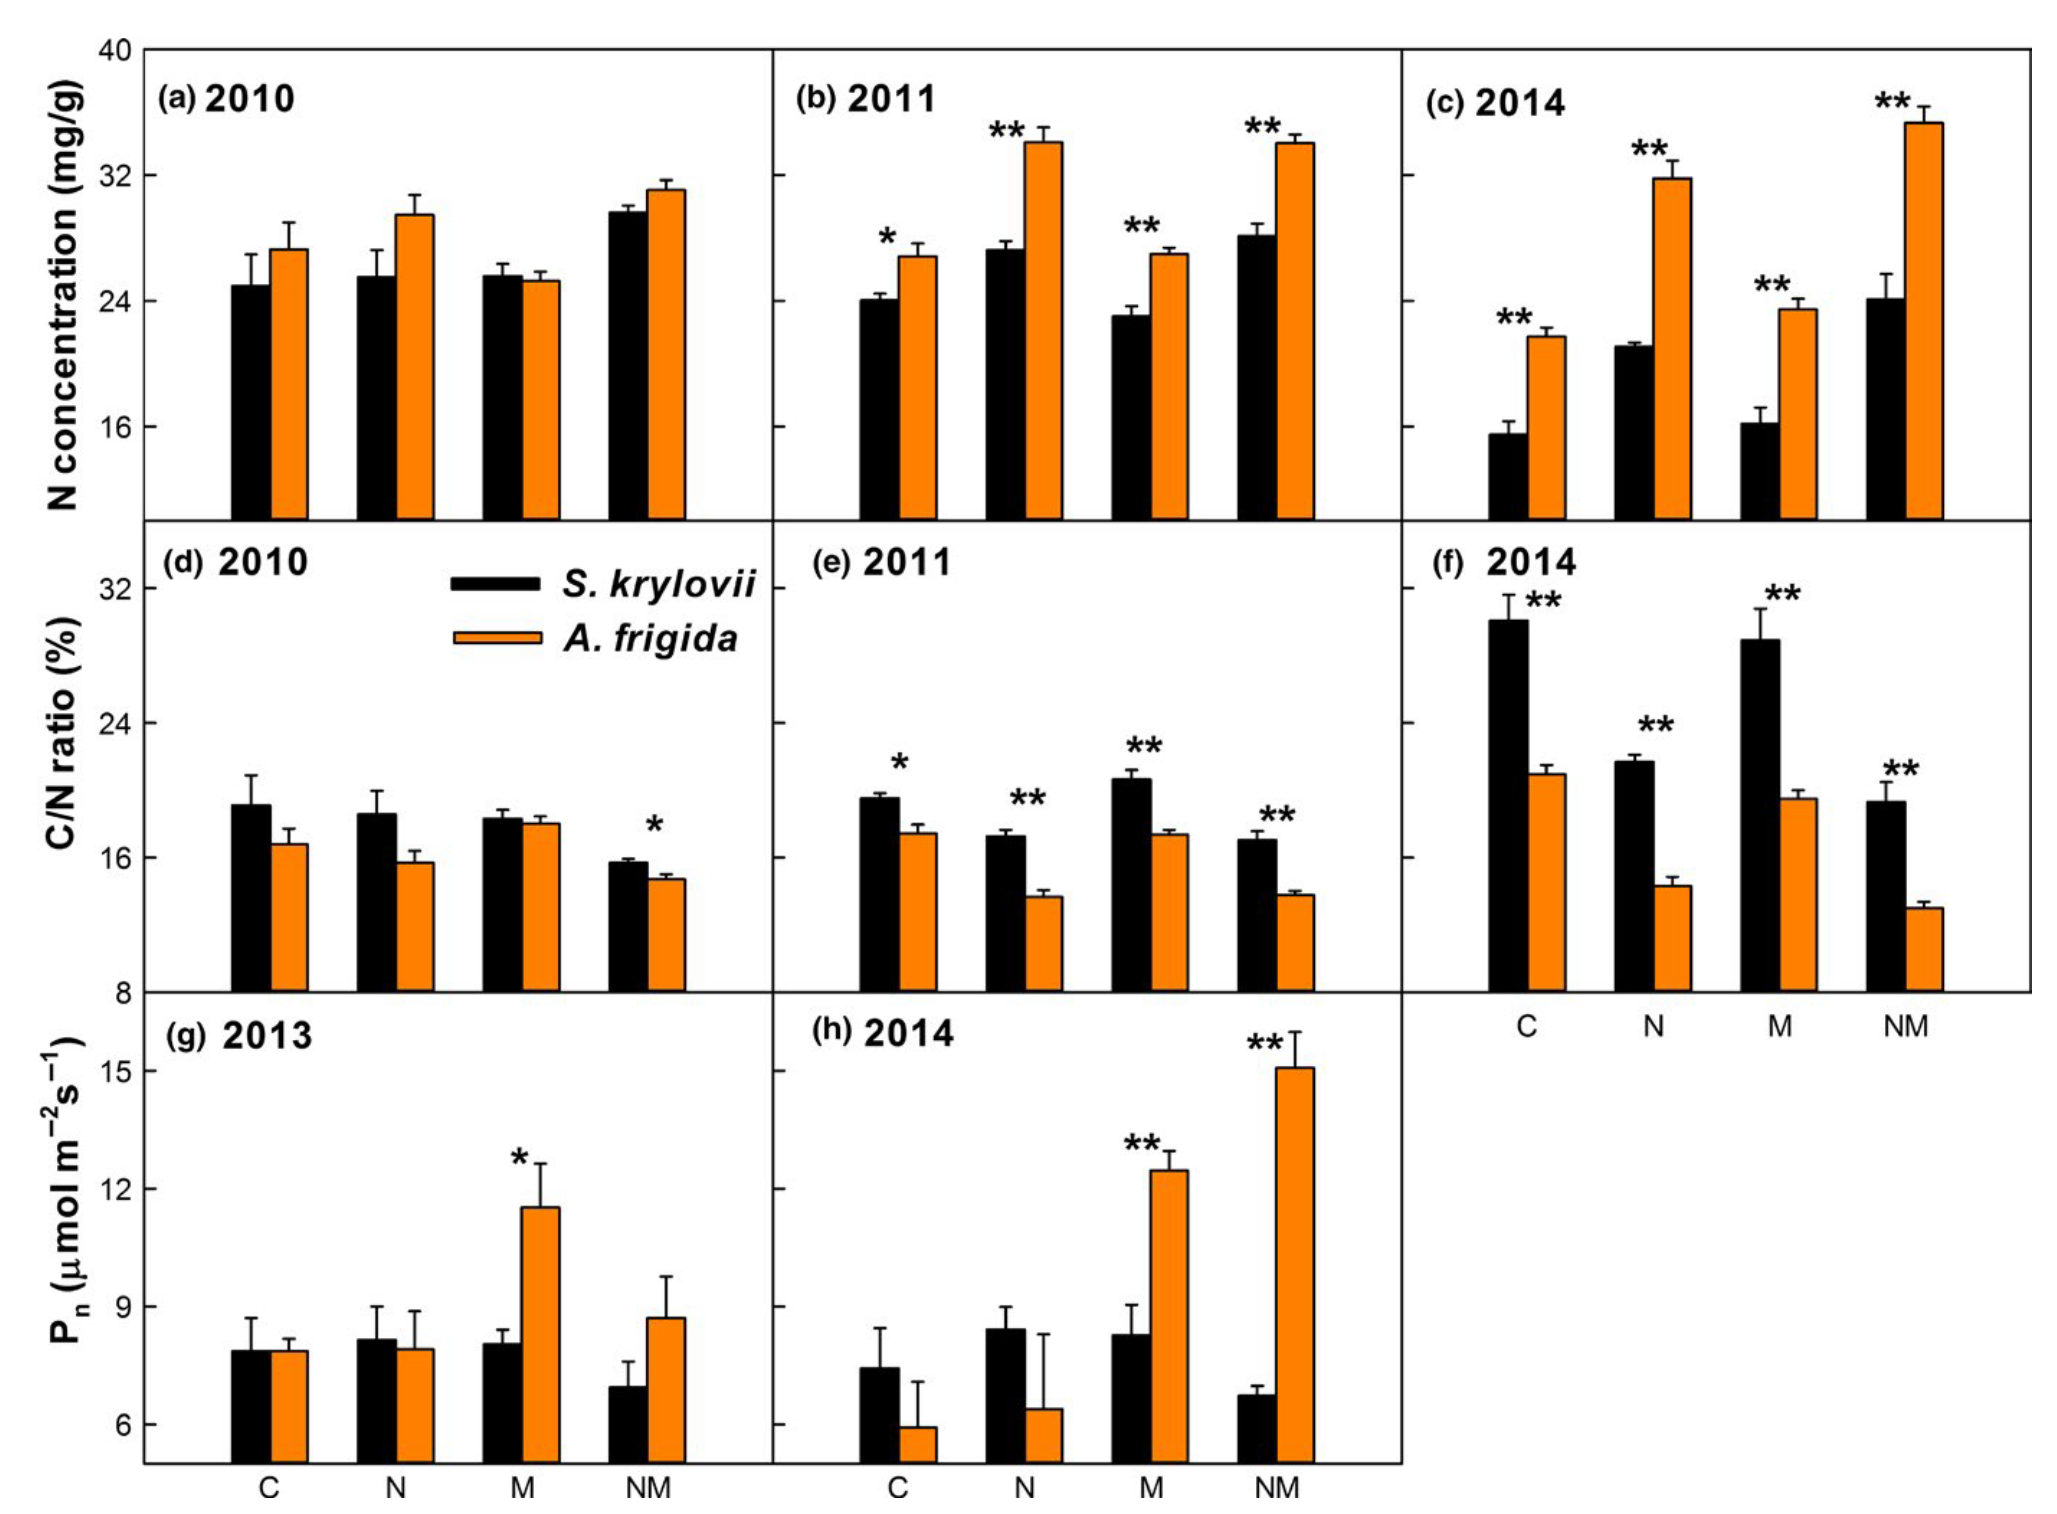 N concentration (mg/g)
40
32
24
16
(a) 2010
**
**
*
**
(b) 2011
**
**
**
**
(c) 2014
C/N ratio (%)
32
24
16
8
(d) 2010
S. krylovii
A. frigida
*
(e) 2011
*
**
**
**
(f) 2014
**
**
**
**
C N M NM
Pn (μmol m−2s−1)
15
12
9
6
(g) 2013
*
C N M NM
(h) 2014
**
**
C N M NM